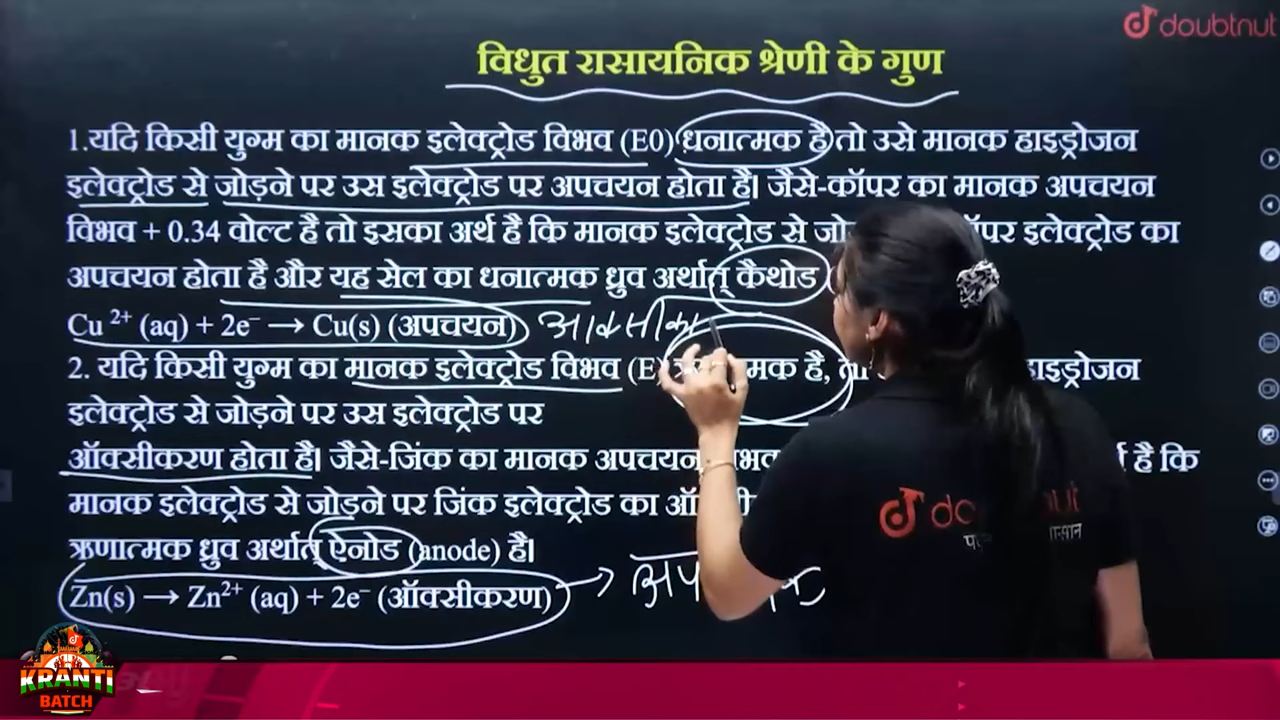 doubtnut
विधुत रासायनिक श्रेणी के गुण
1.यदि किसी युग्म का मानक इलेक्ट्रोड विभव (E0) धनात्मक है तो उसे मानक हाइड्रोजन
इलेक्ट्रोड से जोड़ने पर उस इलेक्ट्रोड पर अपचयन होता है। जैसे-कॉपर का मानक अपचयन
विभव + 0.34 वोल्ट है तो इसका अर्थ है कि मानक इलेक्ट्रोड से इलेक्ट्रोड का
अपचयन होता है और यह सेल का धनात्मक ध्रुव अर्थात् कैथोड
Cu 2+ (aq) + 2e– → Cu(s) (अपचयन)
2. यदि किसी युग्म का मानक इलेक्ट्रोड विभव (E) है, हाइड्रोजन
इलेक्ट्रोड से जोड़ने पर उस इलेक्ट्रोड पर
ऑक्सीकरण होता है। जैसे-जिंक का मानक अपचयन है कि
मानक इलेक्ट्रोड से जोड़ने पर जिंक इलेक्ट्रोड का
ऋणात्मक ध्रुव अर्थात् ऐनोड (anode) है।
Zn(s) → Zn2+ (aq) + 2e– (ऑक्सीकरण)
KRANTI
BATCH